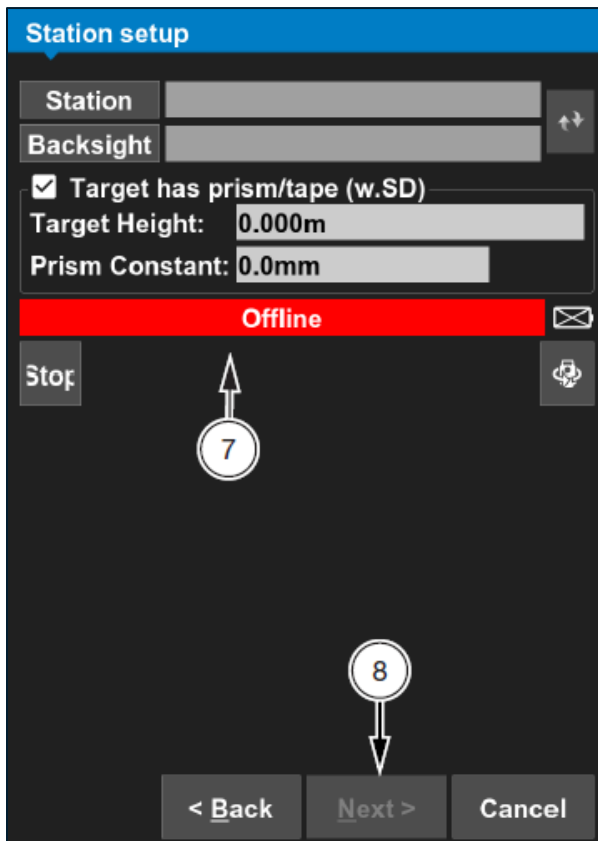 Station setup
Station
Backsight
Target has prism/tape (w.SD)
Target Height: 0.000m
Prism Constant: 0.0mm
Offline
Stop
7
8
< Back Next > Cancel